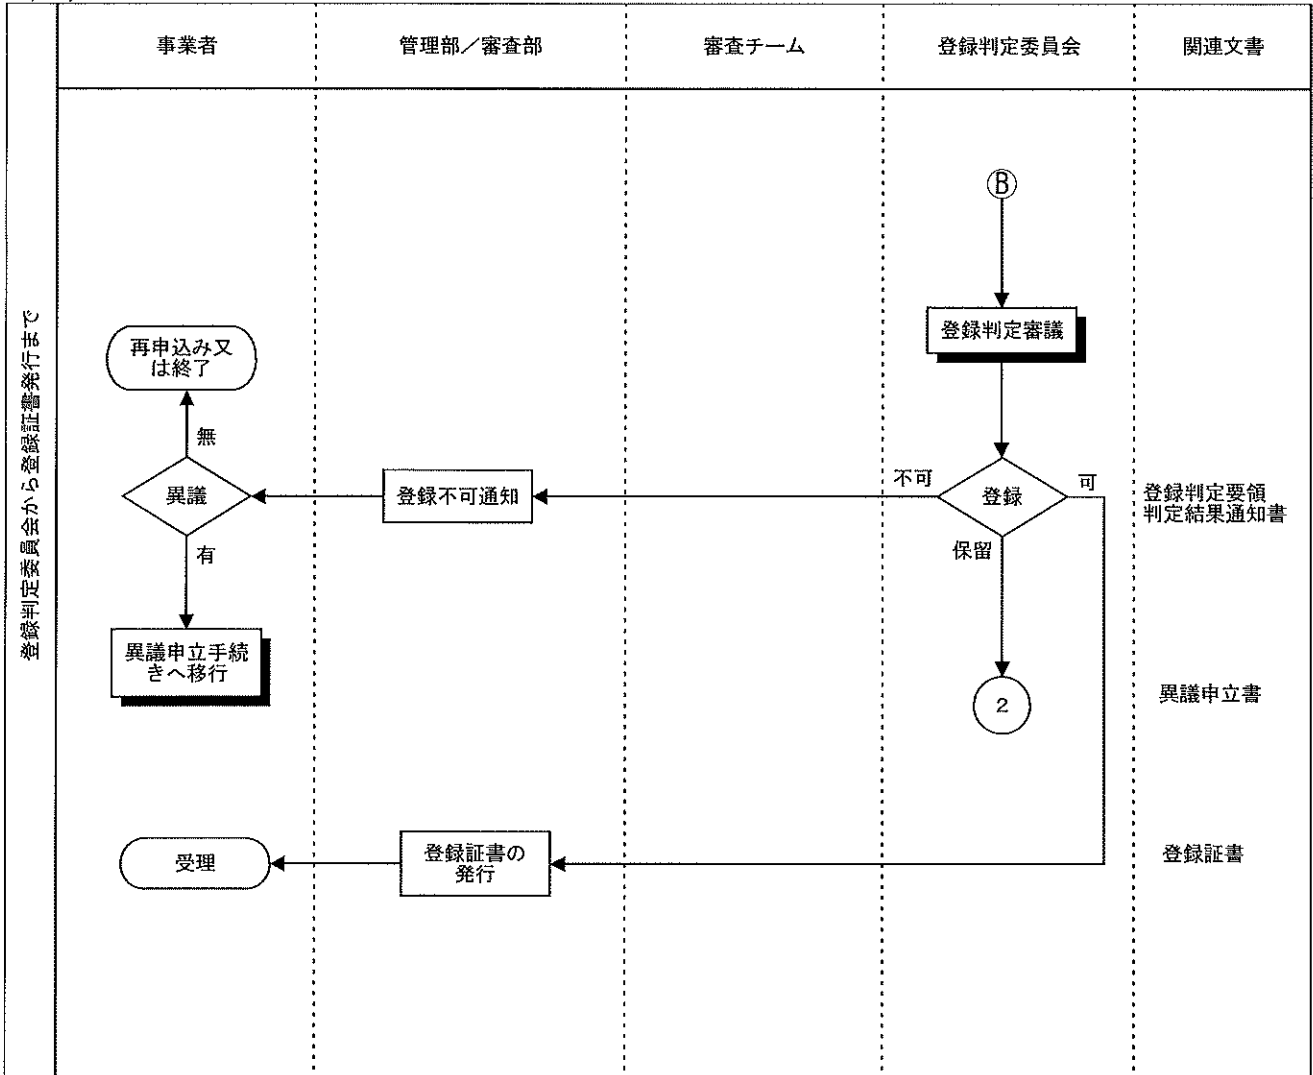 事業者
管理部／審査部
審査チーム
登録判定委員会
関連文書
登録判定委員会から登録証書発行まで
B
登録判定審議
再申込み又
は終了
無
異議
登録不可通知
不可
登録
可
登録判定要領
判定結果通知書
有
保留
異議申立手続
きへ移行
2
異議申立書
受理
登録証書の
発行
登録証書